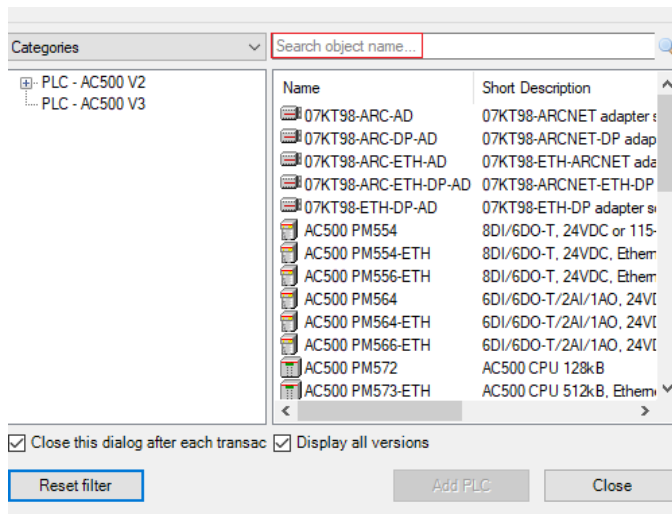 Categories
Search object name...
PLC - AC500 V2
PLC - AC500 V3
Name Short Description
07KT98-ARC-AD 07KT98-ARCNET adapter s
07KT98-ARC-DP-AD 07KT98-ARCNET-DP adap
07KT98-ARC-ETH-AD 07KT98-ETH-ARCNET ada
07KT98-ARC-ETH-DP-AD 07KT98-ARCNET-ETH-DP
07KT98-ETH-DP-AD 07KT98-ETH-DP adapter so
AC500 PM554 8DI/6DO-T, 24VDC or 115-
AC500 PM554-ETH 8DI/6DO-T, 24VDC, Ethern
AC500 PM556-ETH 8DI/6DO-T, 24VDC, Ethern
AC500 PM564 6DI/6DO-T/2AI/1AO, 24VD
AC500 PM564-ETH 6DI/6DO-T/2AI/1AO, 24VD
AC500 PM566-ETH 6DI/6DO-T/2AI/1AO, 24VD
AC500 PM572 AC500 CPU 128kB
AC500 PM573-ETH AC500 CPU 512kB, Ethern
Close this dialog after each transac Display all versions
Reset filter Add PLC Close